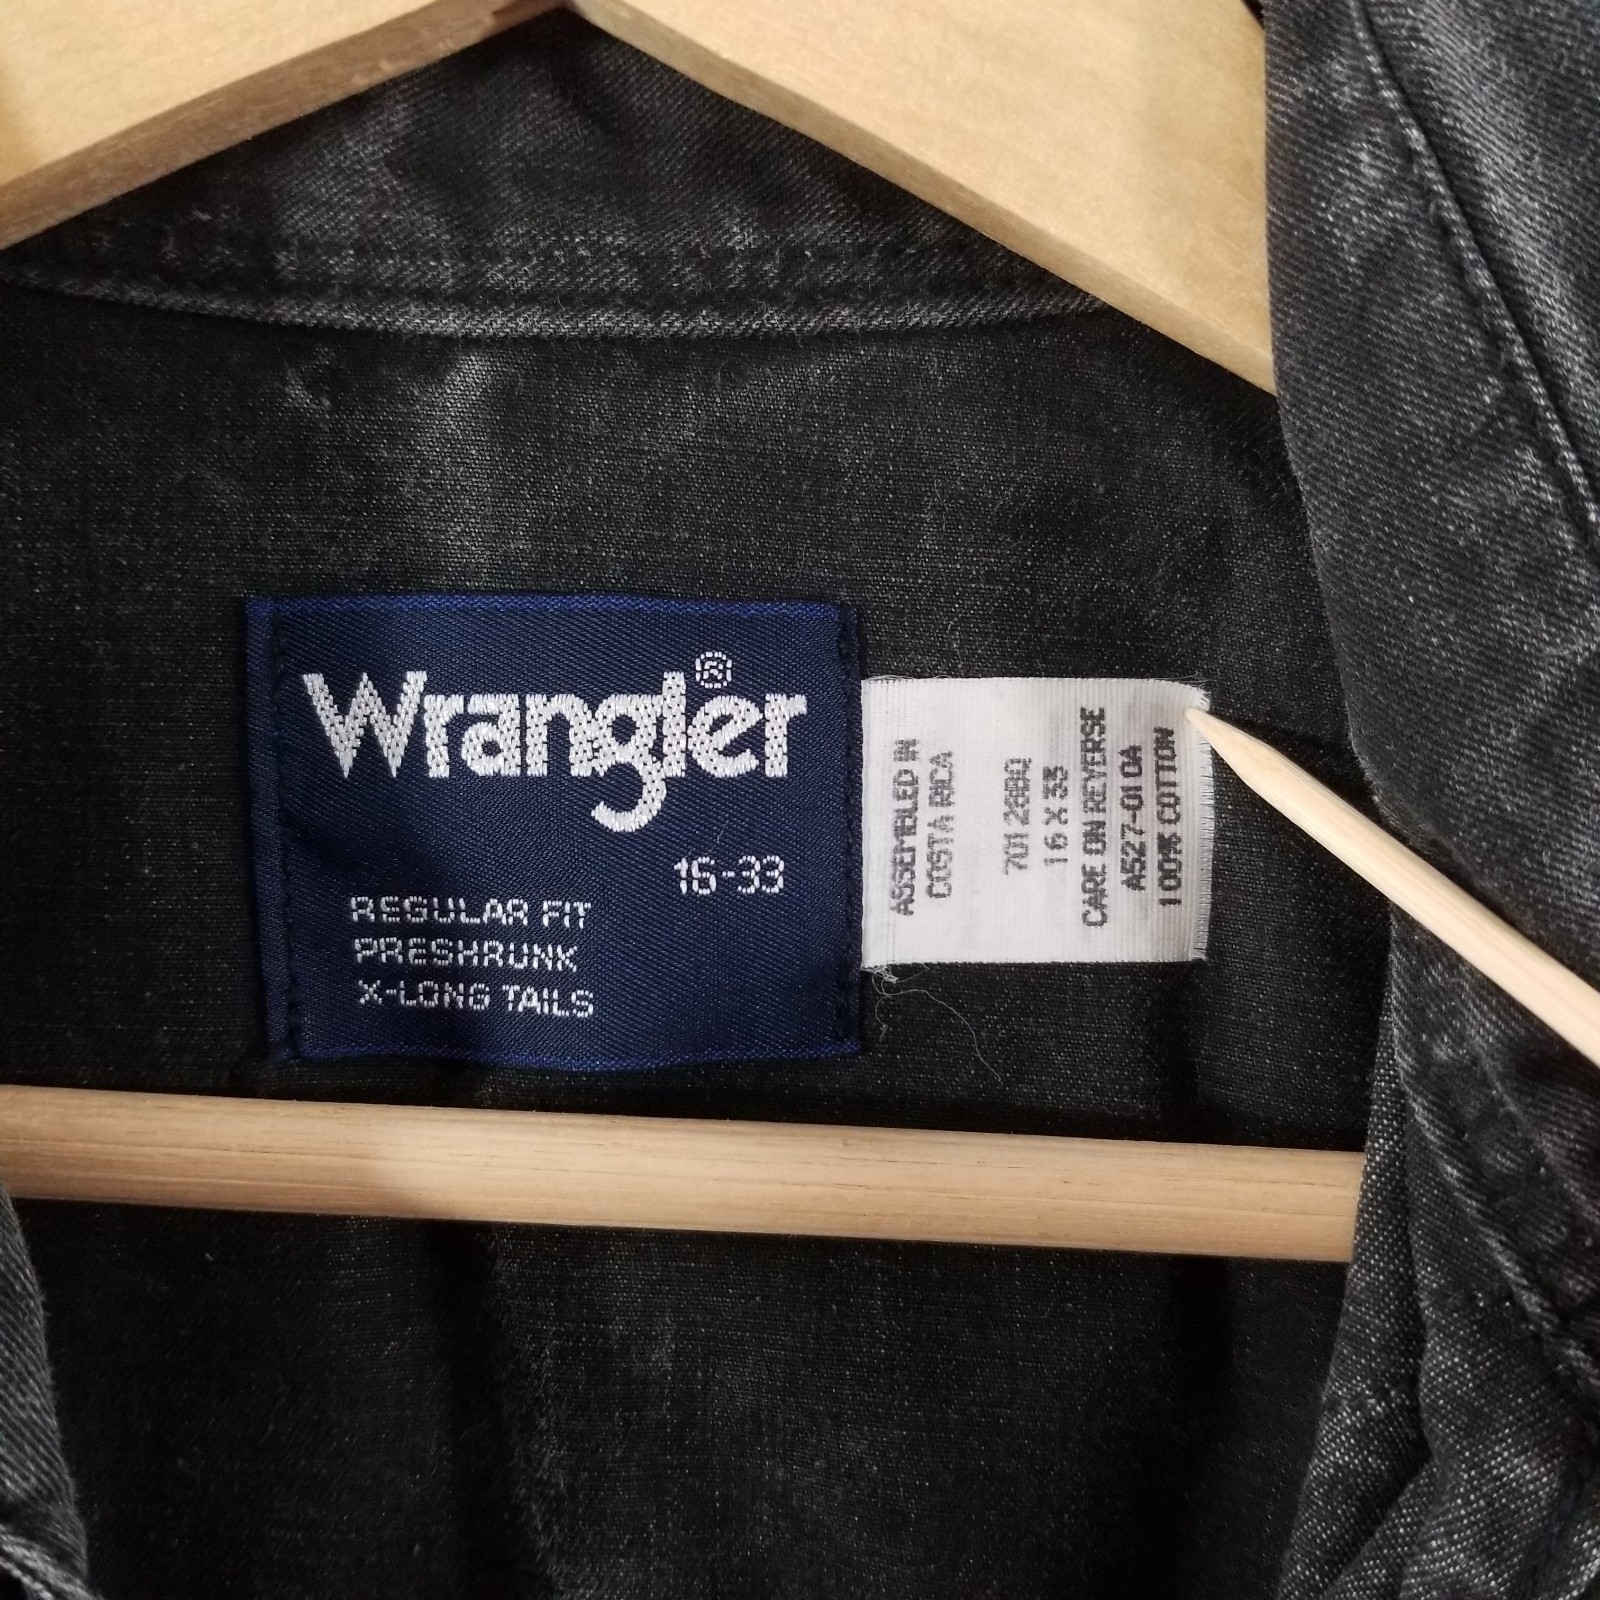 Wrangler®
16-33
REGULAR FIT
PRESHRUNK
X-LONG TAILS
ASSEMBLED IN
COSTA RICA
16 X 33
CARE ON REVERSE
A527-010A
100% COTTON